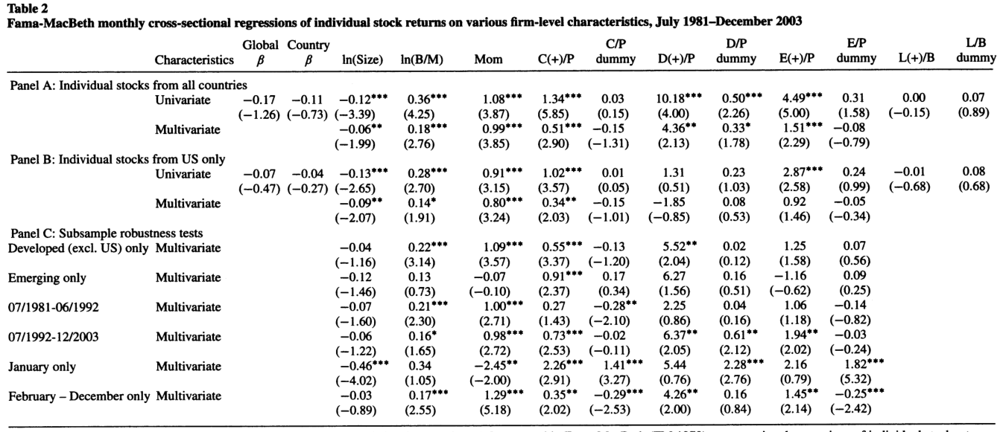 Table 2
Fama-MacBeth monthly cross-sectional regressions of individual stock returns on various firm-level characteristics, July 1981–December 2003
Global Country C/P D/P E/P L/B
Characteristics β β ln(Size) ln(B/M) Mom C(+)/P dummy D(+)/P dummy E(+)/P dummy L(+)/B dummy
Panel A: Individual stocks from all countries
Univariate −0.17 −0.11 −0.12*** 0.36*** 1.08*** 1.34*** 0.03 10.18*** 0.50*** 4.49*** 0.31 0.00 0.07
(−1.26) (−0.73) (−3.39) (4.25) (3.87) (5.85) (0.15) (4.00) (2.26) (5.00) (1.58) (−0.15) (0.89)
Multivariate −0.06** 0.18*** 0.99*** 0.51*** −0.15 4.36** 0.33* 1.51*** −0.08
(−1.99) (2.76) (3.85) (2.90) (−1.31) (2.13) (1.78) (2.29) (−0.79)
Panel B: Individual stocks from US only
Univariate −0.07 −0.04 −0.13*** 0.28*** 0.91*** 1.02*** 0.01 1.31 0.23 2.87*** 0.24 −0.01 0.08
(−0.47) (−0.27) (−2.65) (2.70) (3.15) (3.57) (0.05) (0.51) (1.03) (2.58) (0.99) (−0.68) (0.68)
Multivariate −0.09** 0.14* 0.80*** 0.34** −0.15 −1.85 0.08 0.92 −0.05
(−2.07) (1.91) (3.24) (2.03) (−1.01) (−0.85) (0.53) (1.46) (−0.34)
Panel C: Subsample robustness tests
Developed (excl. US) only Multivariate −0.04 0.22*** 1.09*** 0.55*** −0.13 5.52** 0.02 1.25 0.07
(−1.16) (3.14) (3.57) (3.37) (−1.20) (2.04) (0.12) (1.58) (0.56)
Emerging only Multivariate −0.12 0.13 −0.07 0.91*** 0.17 6.27 0.16 −1.16 0.09
(−1.46) (0.73) (−0.10) (2.37) (0.34) (1.56) (0.51) (−0.62) (0.25)
07/1981-06/1992 Multivariate −0.07 0.21*** 1.00*** 0.27 −0.28** 2.25 0.04 1.06 −0.14
(−1.60) (2.30) (2.71) (1.43) (−2.10) (0.86) (0.16) (1.18) (−0.82)
07/1992-12/2003 Multivariate −0.06 0.16* 0.98*** 0.73*** −0.02 6.37** 0.61** 1.94** −0.03
(−1.22) (1.65) (2.72) (2.53) (−0.11) (2.05) (2.12) (2.02) (−0.24)
January only Multivariate −0.46*** 0.34 −2.45** 2.26*** 1.41*** 5.44 2.28*** 2.16 1.82***
(−4.02) (1.05) (−2.00) (2.91) (3.27) (0.76) (2.76) (0.79) (5.32)
February – December only Multivariate −0.03 0.17*** 1.29*** 0.35** −0.29*** 4.26** 0.16 1.45** −0.25***
(−0.89) (2.55) (5.18) (2.02) (−2.53) (2.00) (0.84) (2.14) (−2.42)